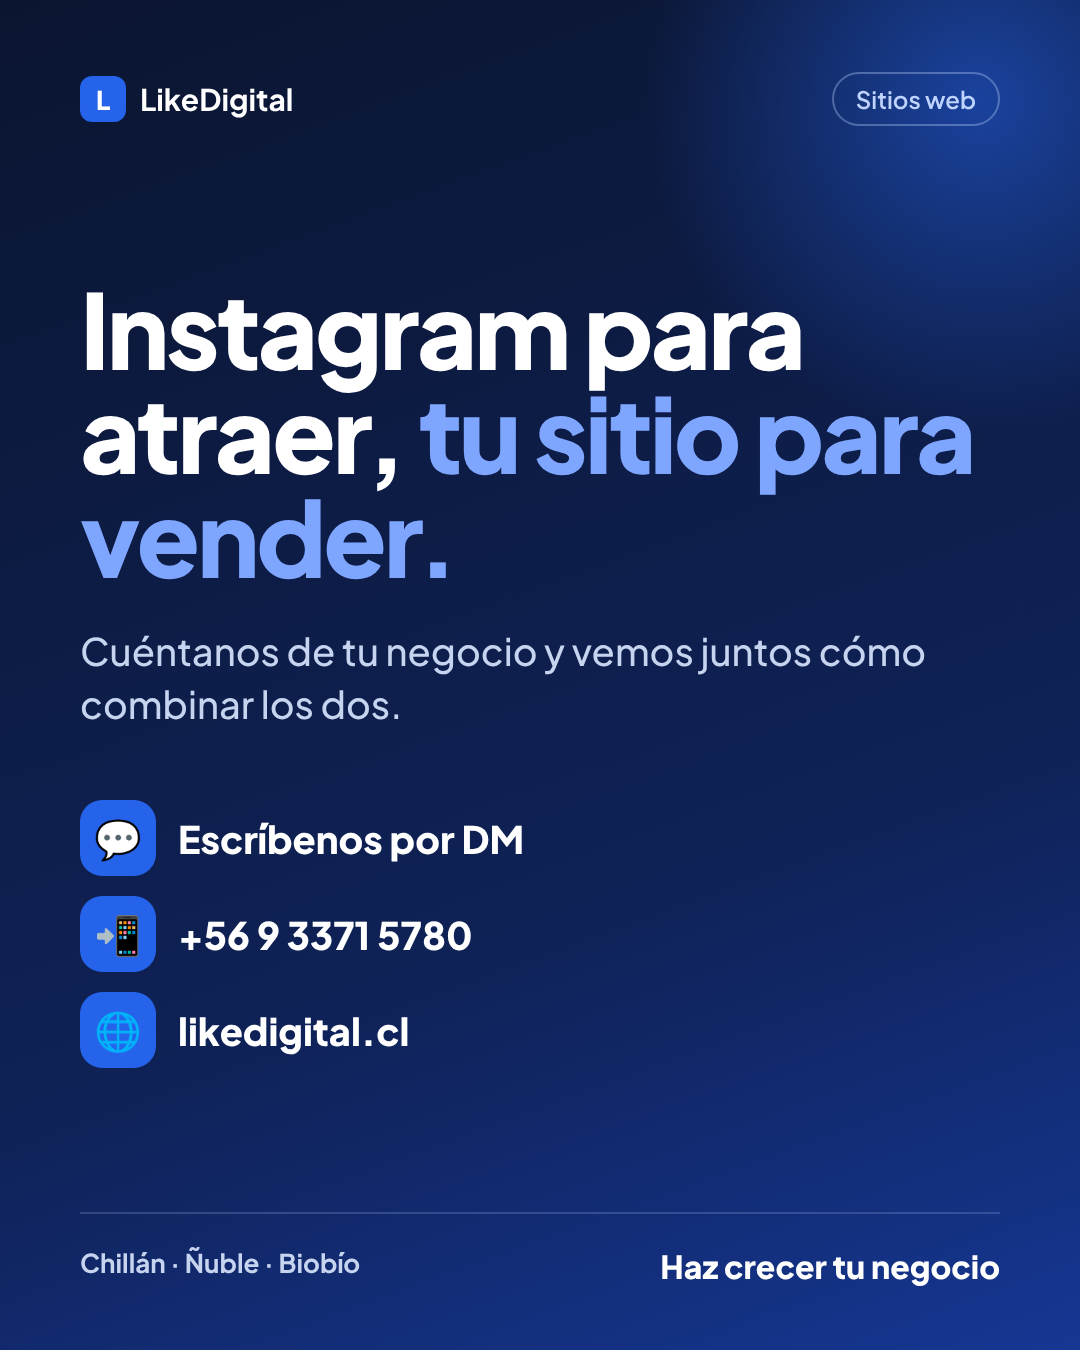 L LikeDigital
Sitios web
Instagram para
atraer, tu sitio para
vender.
Cuéntanos de tu negocio y vemos juntos cómo
combinar los dos.
Escríbenos por DM
+56 9 3371 5780
likedigital.cl
Chillán · Ñuble · Biobío
Haz crecer tu negocio